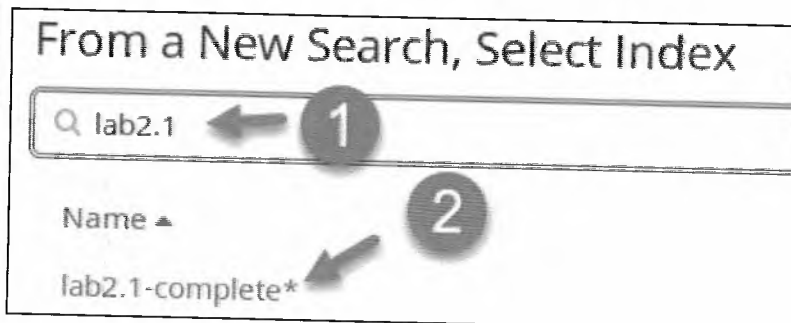 From a New Search, Select Index
lab2.1
1
Name
2
lab2.1-complete*